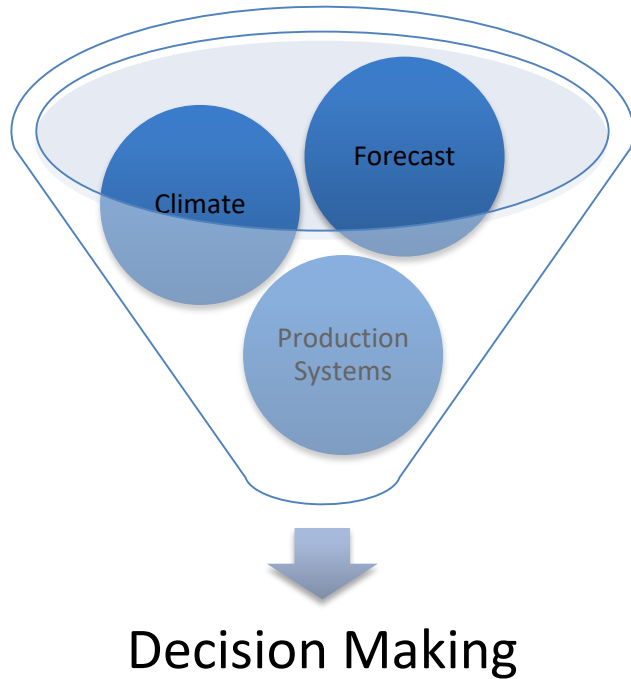 Forecast
Climate
Production
Systems
Decision Making